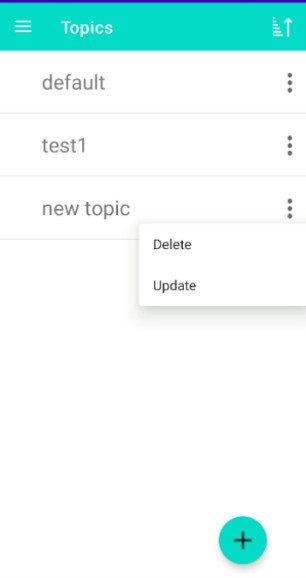 Topics
default
test1
new topic
Delete
Update